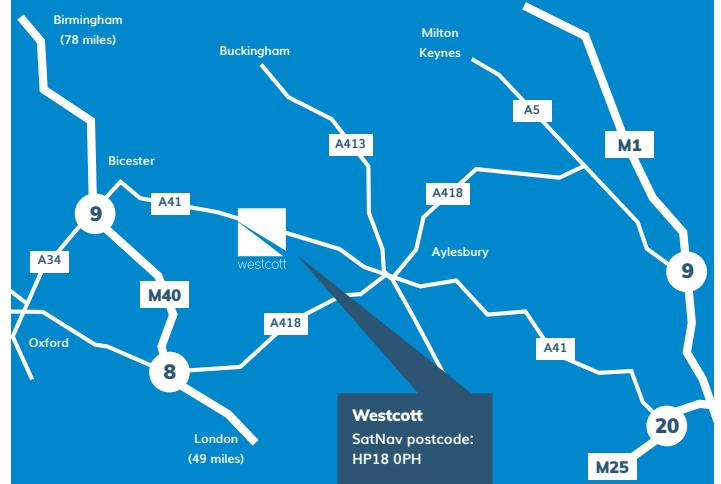 Birmingham
(78 miles)
Buckingham
Milton
Keynes
A5
M1
A413
Bicester
A41
A418
9
westcott
Aylesbury
A34
9
M40
A418
Oxford
A41
8
Westcott
SatNav postcode:
HP18 0PH
London
(49 miles)
20
M25